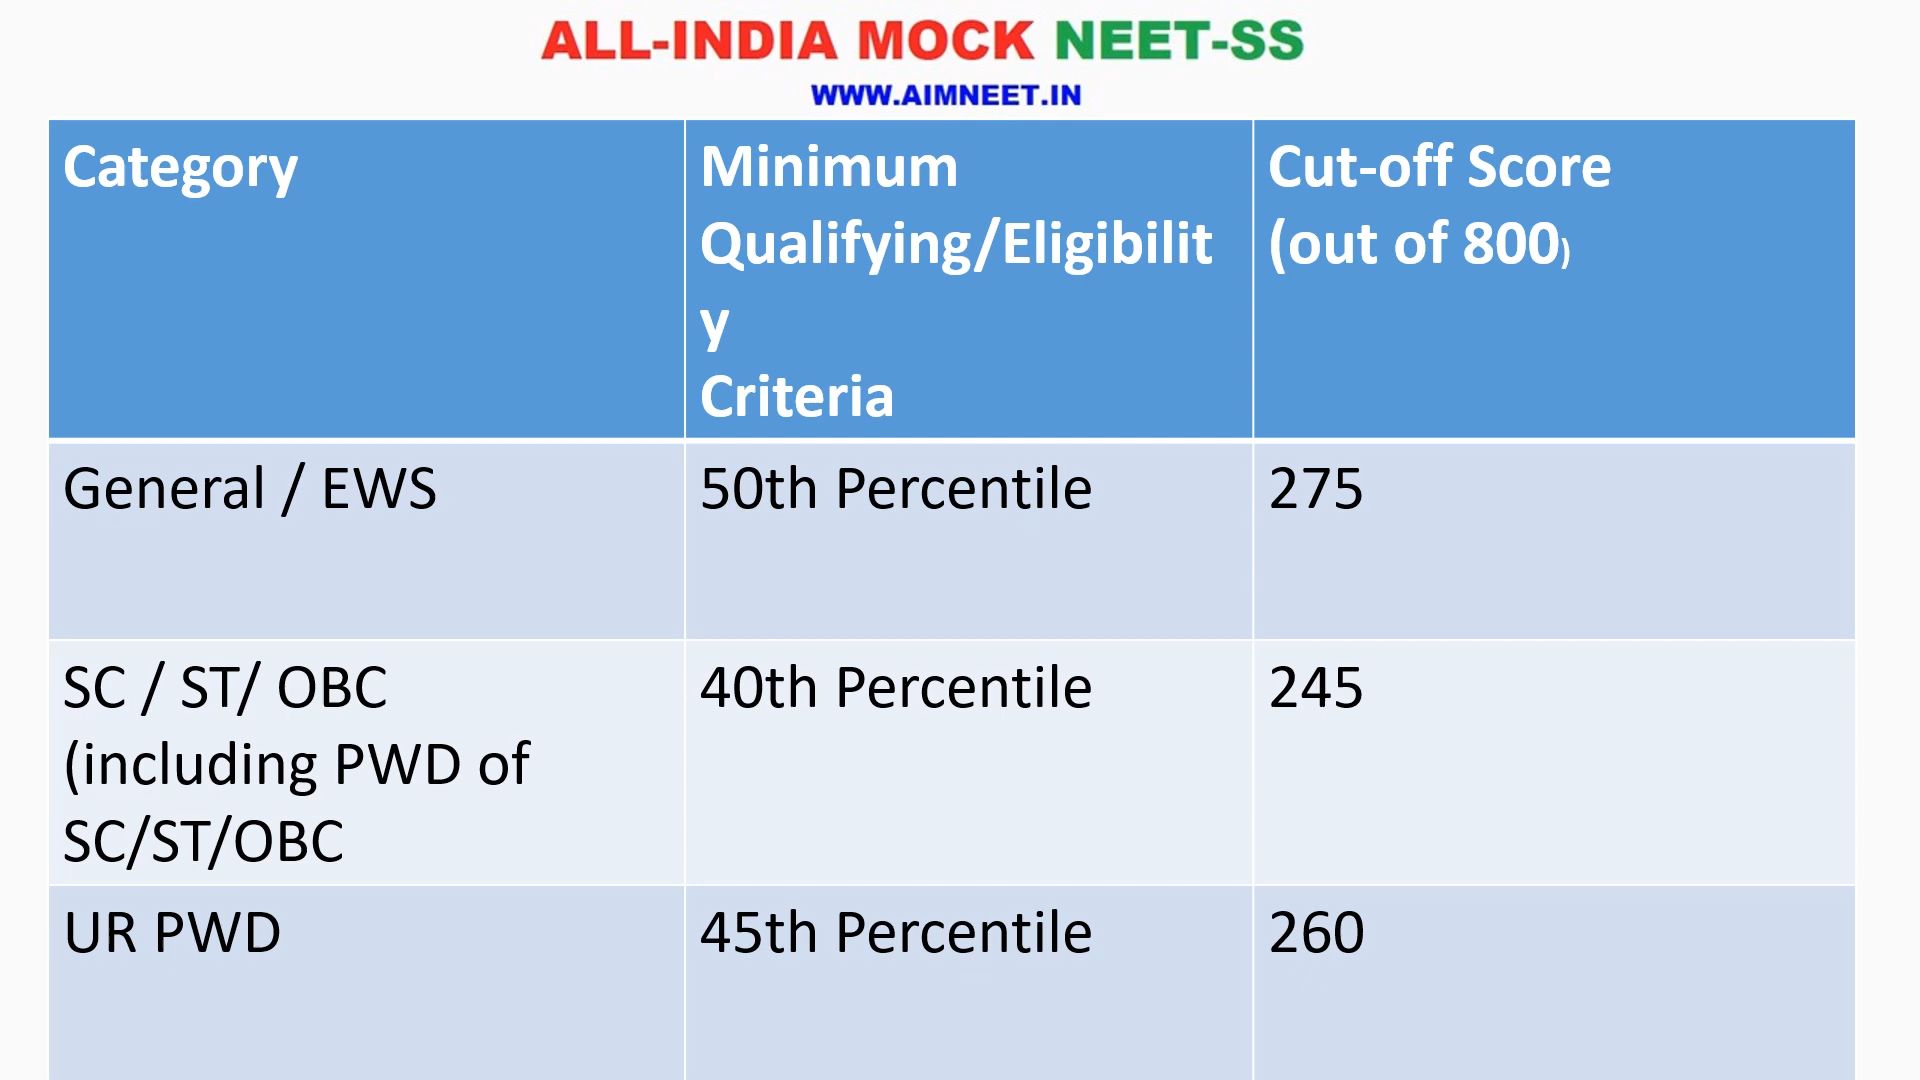 ALL-INDIA MOCK NEET-SS
WWW.AIMNEET.IN
Category
Minimum
Qualifying/Eligibilit
y
Criteria
Cut-off Score
(out of 800)
General / EWS
50th Percentile
275
SC / ST/ OBC
(including PWD of
SC/ST/OBC
40th Percentile
245
UR PWD
45th Percentile
260